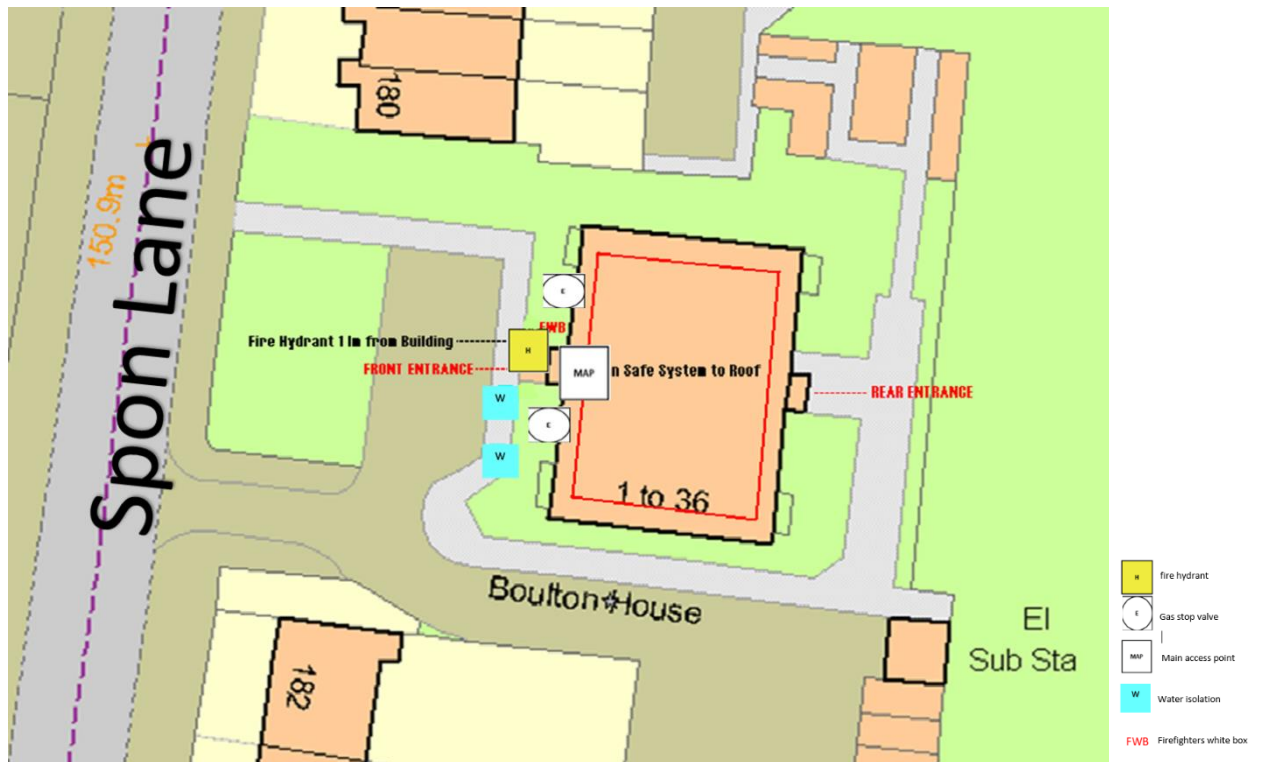 180
Spon Lane
150.9m
E
Fire Hydrant 1 Im from Building
FWB
H
FRONT ENTRANCE
MAP
n Safe System to Roof
W
REAR ENTRANCE
E
W
1 to 36
Boulton House
El
Sub Sta
182
H fire hydrant
E Gas stop valve
MAP Main access point
W Water isolation
FWB Firefighters white box